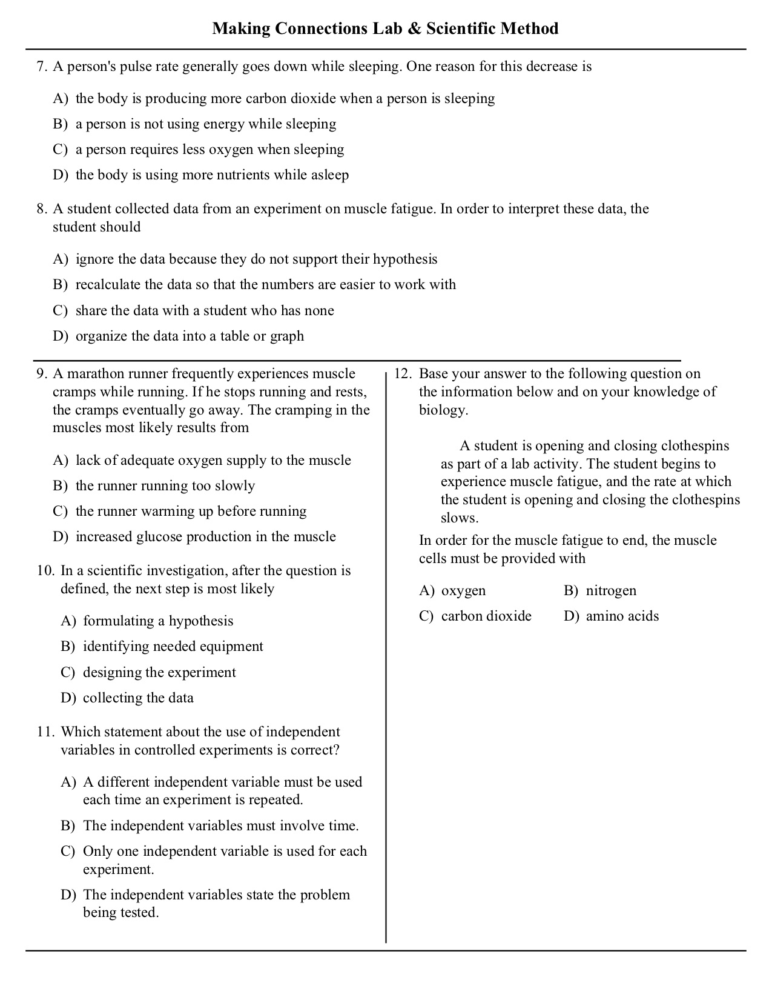 Making Connections Lab & Scientific Method
7. A person's pulse rate generally goes down while sleeping. One reason for this decrease is
A) the body is producing more carbon dioxide when a person is sleeping
B) a person is not using energy while sleeping
C) a person requires less oxygen when sleeping
D) the body is using more nutrients while asleep
8. A student collected data from an experiment on muscle fatigue. In order to interpret these data, the
student should
A) ignore the data because they do not support their hypothesis
B) recalculate the data so that the numbers are easier to work with
C) share the data with a student who has none
D) organize the data into a table or graph
9. A marathon runner frequently experiences muscle
cramps while running. If he stops running and rests,
the cramps eventually go away. The cramping in the
muscles most likely results from
A) lack of adequate oxygen supply to the muscle
B) the runner running too slowly
C) the runner warming up before running
D) increased glucose production in the muscle
10. In a scientific investigation, after the question is
defined, the next step is most likely
A) formulating a hypothesis
B) identifying needed equipment
C) designing the experiment
D) collecting the data
11. Which statement about the use of independent
variables in controlled experiments is correct?
A) A different independent variable must be used
each time an experiment is repeated.
B) The independent variables must involve time.
C) Only one independent variable is used for each
experiment.
D) The independent variables state the problem
being tested.
12. Base your answer to the following question on
the information below and on your knowledge of
biology.
A student is opening and closing clothespins
as part of a lab activity. The student begins to
experience muscle fatigue, and the rate at which
the student is opening and closing the clothespins
slows.
In order for the muscle fatigue to end, the muscle
cells must be provided with
A) oxygen B) nitrogen
C) carbon dioxide D) amino acids